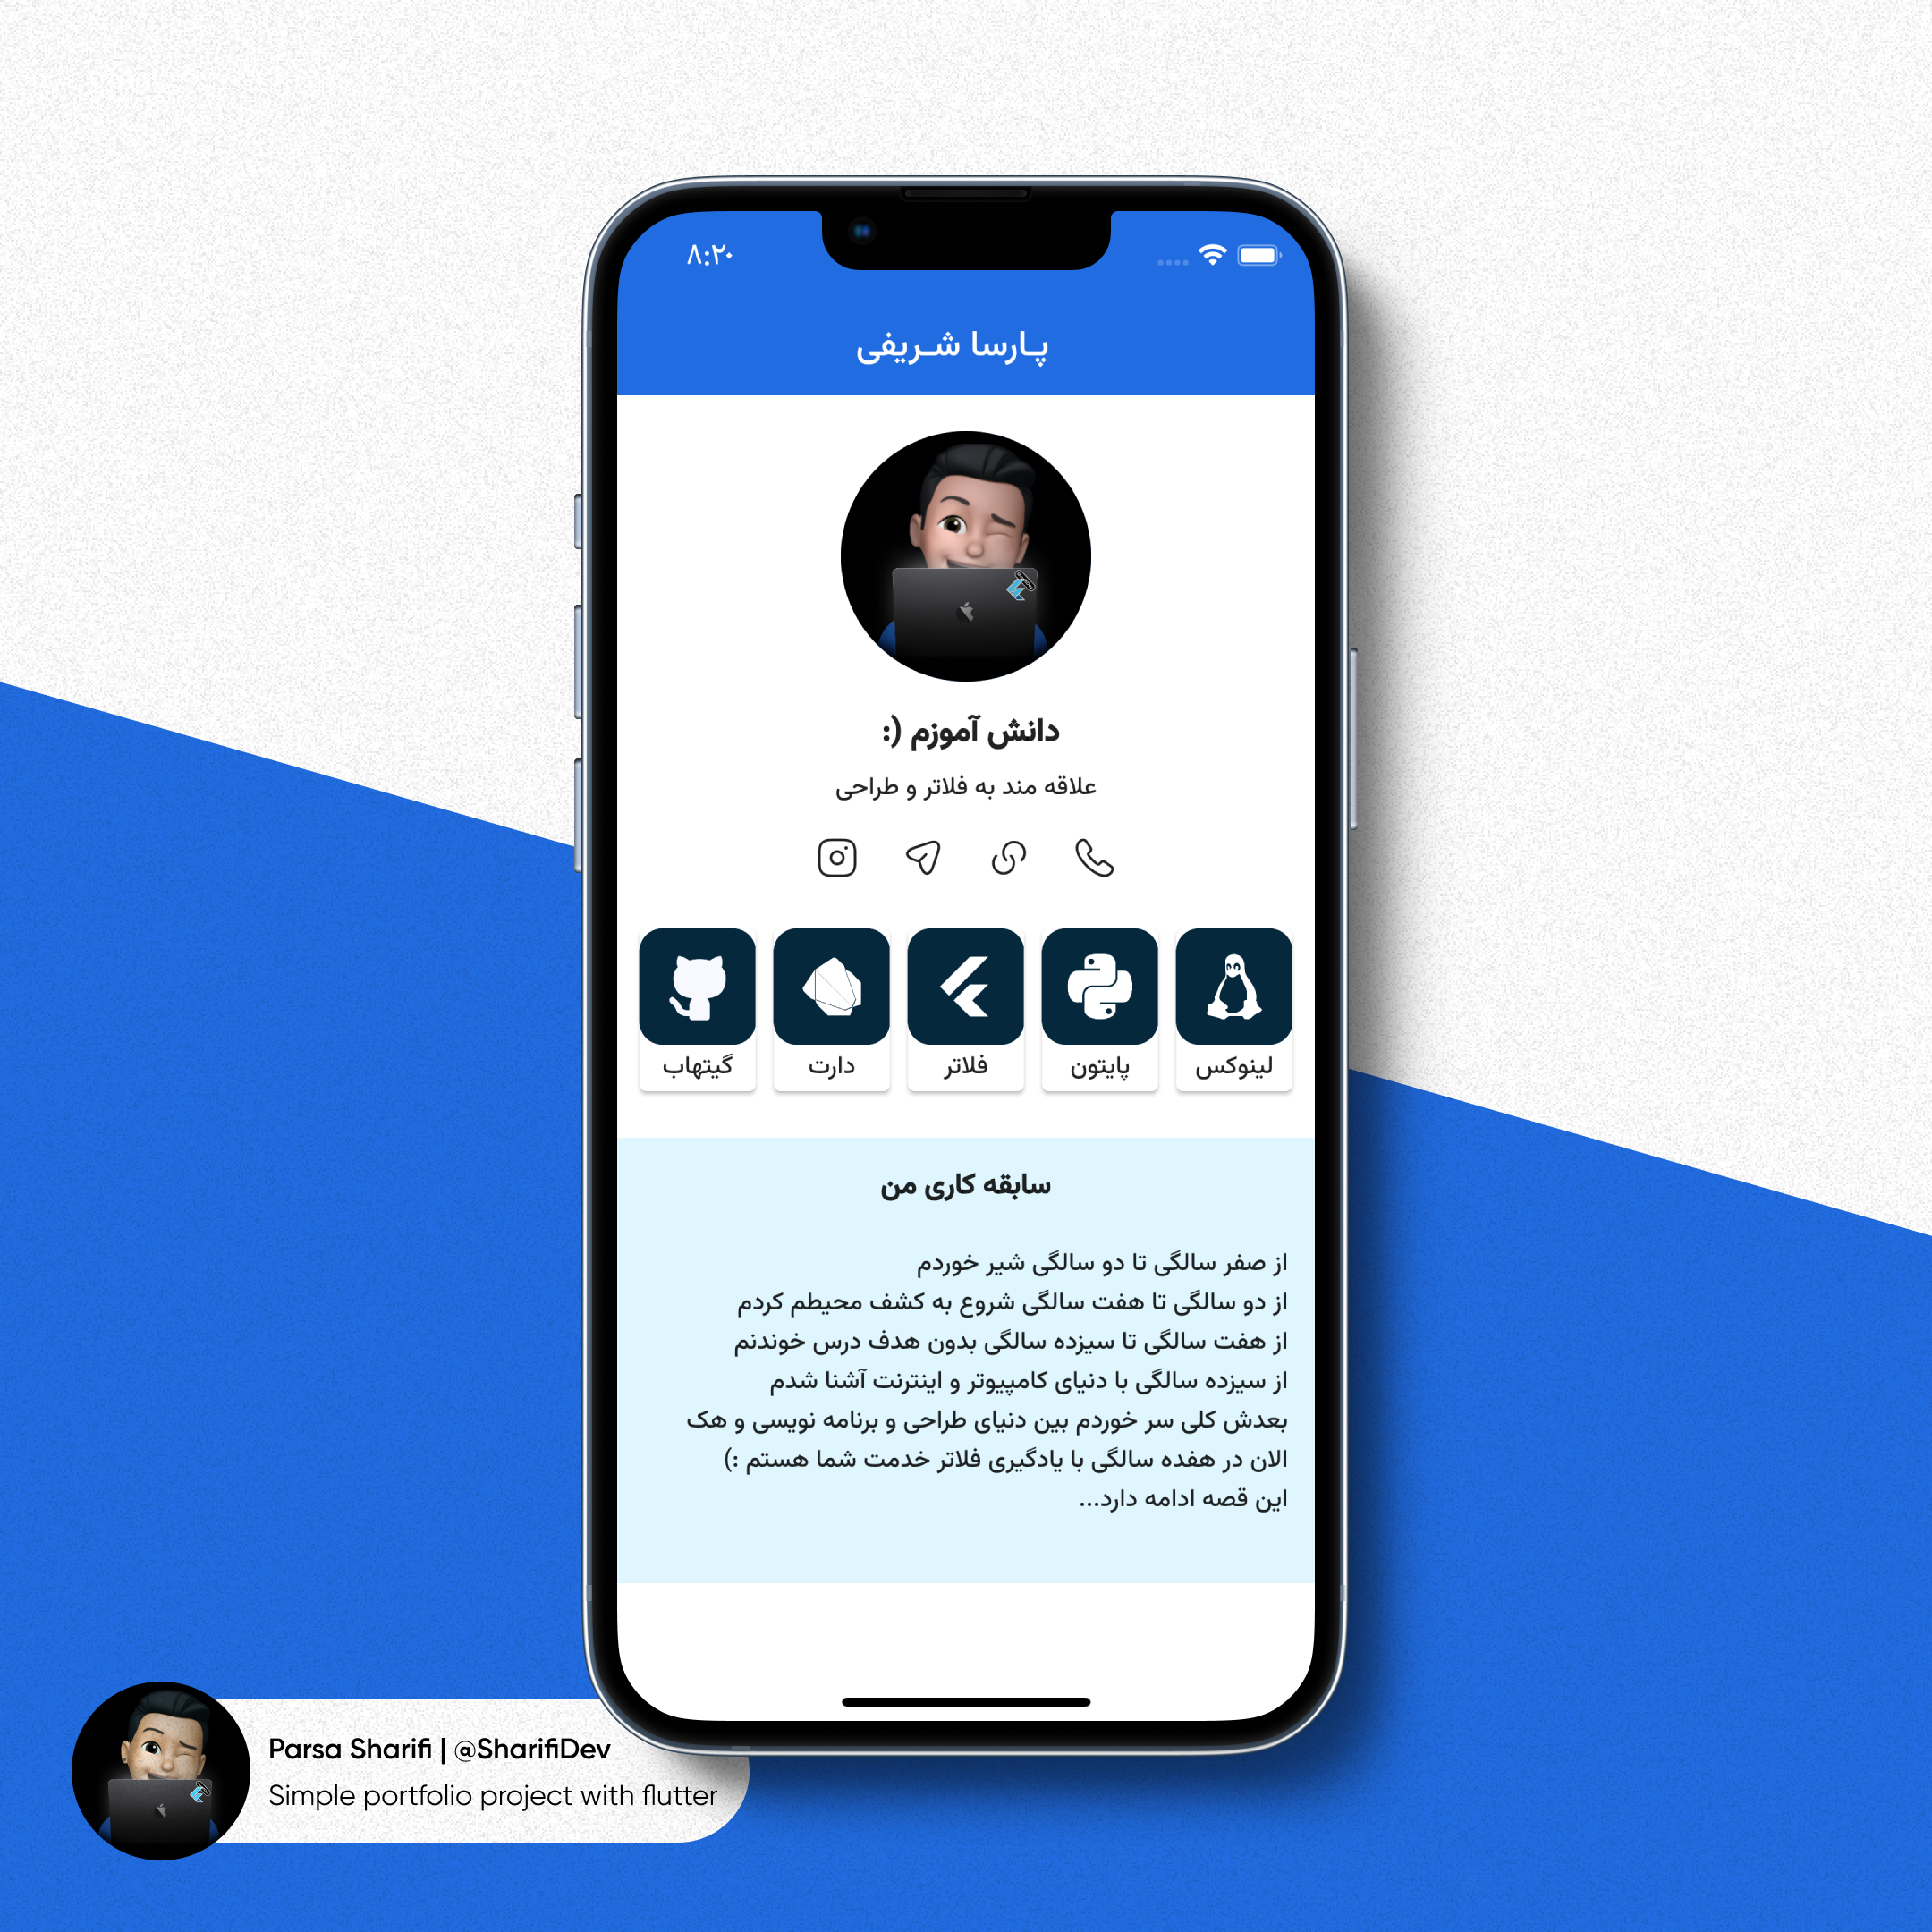 ۸:۲۰
پـارسا شـریفی
دانش آموزم (:
علاقه مند به فلاتر و طراحی
لینوکس
پایتون
فلاتر
دارت
گیتهاب
سابقه کاری من
از صفر سالگی تا دو سالگی شیر خوردم
از دو سالگی تا هفت سالگی شروع به کشف محیطم کردم
از هفت سالگی تا سیزده سالگی بدون هدف درس خوندنم
از سیزده سالگی با دنیای کامپیوتر و اینترنت آشنا شدم
بعدش کلی سر خوردم بین دنیای طراحی و برنامه نویسی و هک
الان در هفده سالگی با یادگیری فلاتر خدمت شما هستم :)
این قصه ادامه دارد...
Parsa Sharifi | @SharifiDev
Simple portfolio project with flutter